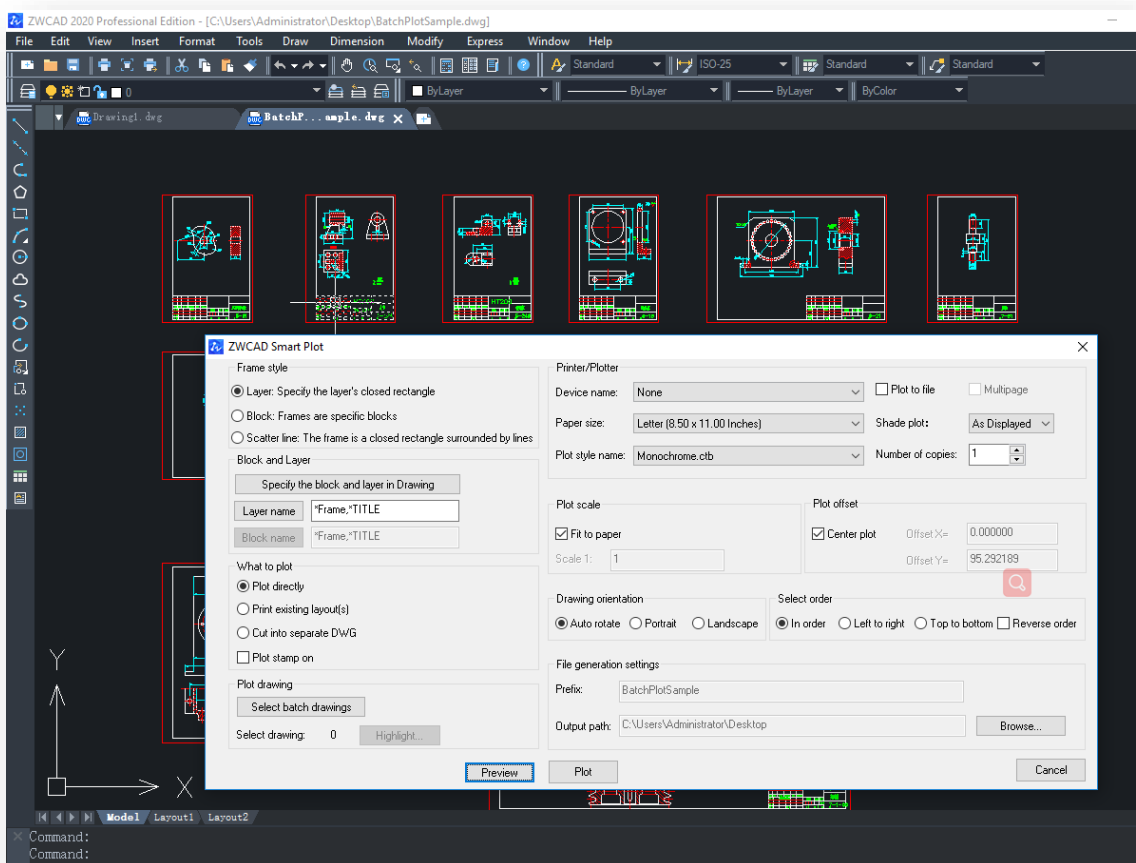 ZWCAD 2020 Professional Edition - [C:\Users\Administrator\Desktop\BatchPlotSample.dwg]
File Edit View Insert Format Tools Draw Dimension Modify Express Window Help
Standard ISO-25 Standard Standard
0 ByLayer ByLayer ByLayer ByColor
Drawing1.dwg BatchP...ample.dwg
ZWCAD Smart Plot
Frame style
Layer: Specify the layer's closed rectangle
Block: Frames are specific blocks
Scatter line: The frame is a closed rectangle surrounded by lines
Block and Layer
Specify the block and layer in Drawing
Layer name *Frame,*TITLE
Block name *Frame,*TITLE
What to plot
Plot directly
Print existing layout(s)
Cut into separate DWG
Plot stamp on
Plot drawing
Select batch drawings
Select drawing: 0 Highlight...
Printer/Plotter
Device name: None Plot to file Multipage
Paper size: Letter (8.50 x 11.00 Inches) Shade plot: As Displayed
Plot style name: Monochrome.ctb Number of copies: 1
Plot scale
Fit to paper
Scale 1: 1
Plot offset
Center plot Offset X= 0.000000
Offset Y= 95.292189
Drawing orientation
Auto rotate Portrait Landscape
Select order
In order Left to right Top to bottom Reverse order
File generation settings
Prefix: BatchPlotSample
Output path: C:\Users\Administrator\Desktop Browse...
Preview Plot Cancel
Y
X
Model Layout1 Layout2
Command:
Command: